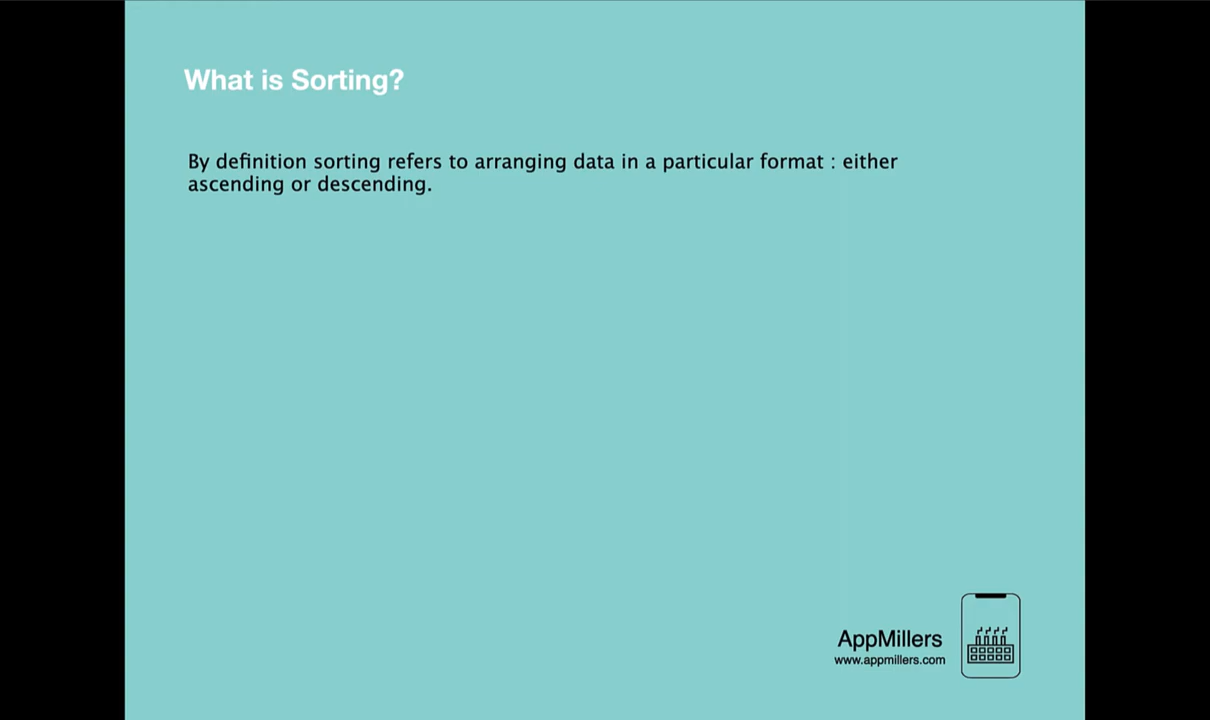 What is Sorting?
By definition sorting refers to arranging data in a particular format : either
ascending or descending.
AppMillers
www.appmillers.com